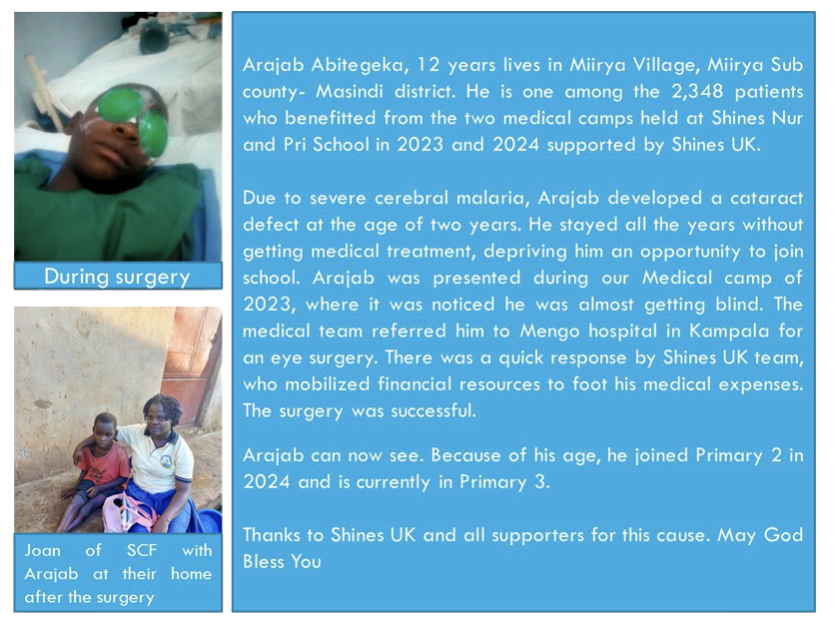 During surgery
Joan of SCF with
Arajab at their home
after the surgery
Arajab Abitegeka, 12 years lives in Miirya Village, Miirya Sub
county- Masindi district. He is one among the 2,348 patients
who benefitted from the two medical camps held at Shines Nur
and Pri School in 2023 and 2024 supported by Shines UK.
Due to severe cerebral malaria, Arajab developed a cataract
defect at the age of two years. He stayed all the years without
getting medical treatment, depriving him an opportunity to join
school. Arajab was presented during our Medical camp of
2023, where it was noticed he was almost getting blind. The
medical team referred him to Mengo hospital in Kampala for
an eye surgery. There was a quick response by Shines UK team,
who mobilized financial resources to foot his medical expenses.
The surgery was successful.
Arajab can now see. Because of his age, he joined Primary 2 in
2024 and is currently in Primary 3.
Thanks to Shines UK and all supporters for this cause. May God
Bless You